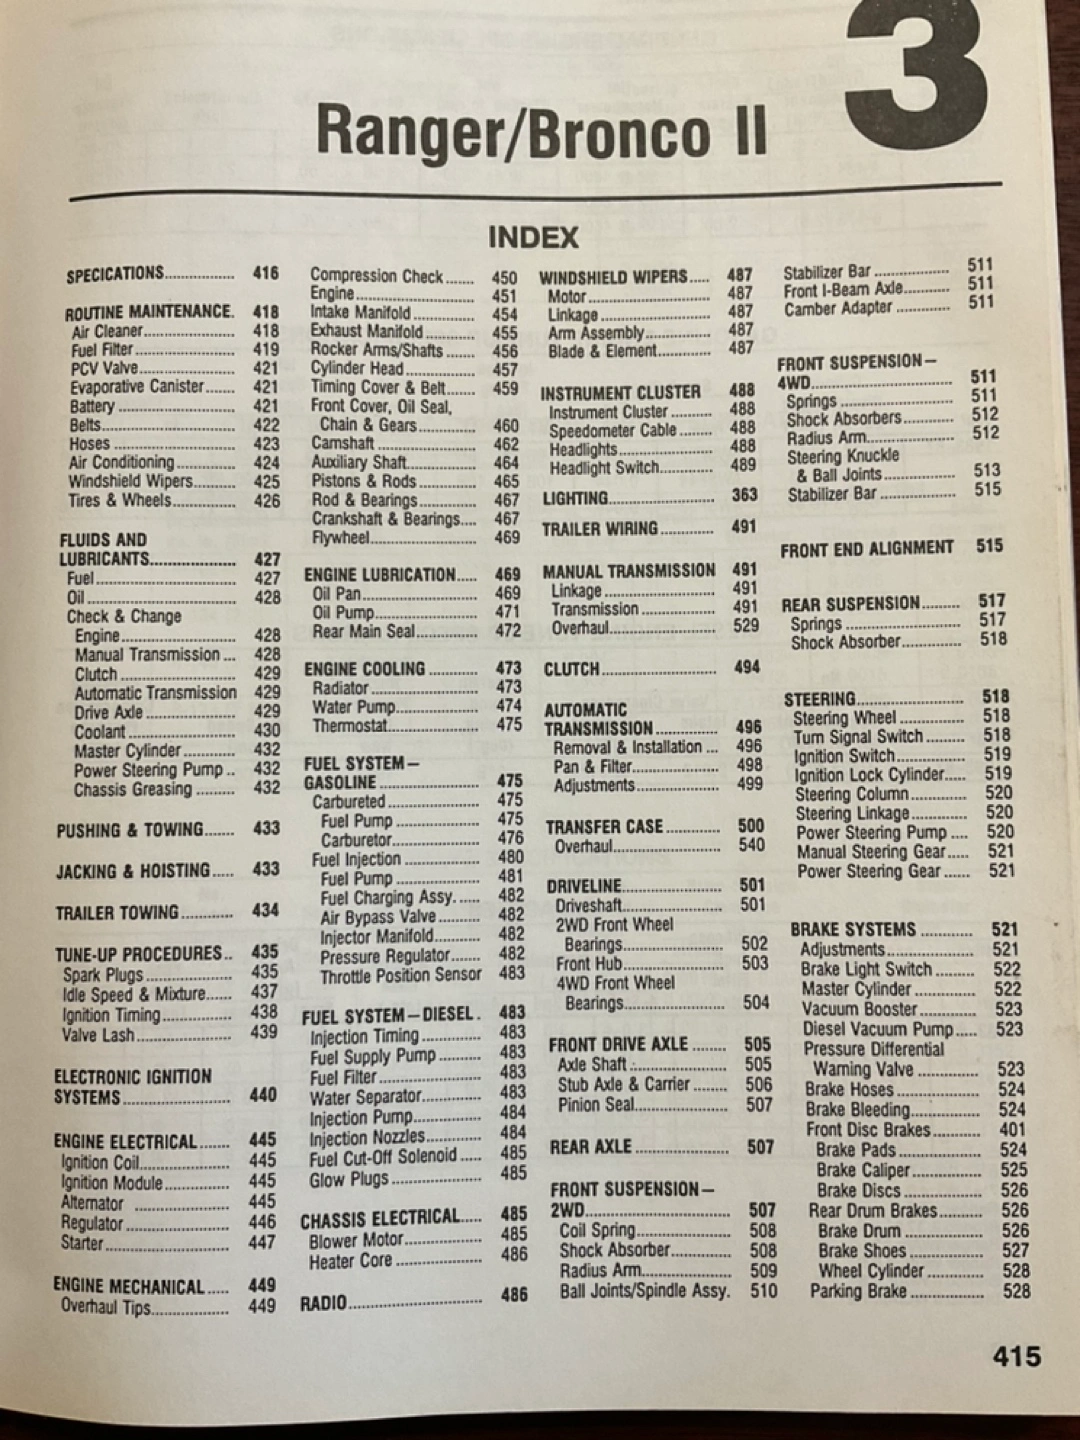 3
Ranger/Bronco II
INDEX
SPECICATIONS................ 416
ROUTINE MAINTENANCE. 418
Air Cleaner..................... 418
Fuel Filter....................... 419
PCV Valve...................... 421
Evaporative Canister....... 421
Battery........................... 421
Belts............................... 422
Hoses............................ 423
Air Conditioning.............. 424
Windshield Wipers.......... 425
Tires & Wheels............... 426
FLUIDS AND
LUBRICANTS.................... 427
Fuel................................ 427
Oil.................................. 428
Check & Change
Engine........................... 428
Manual Transmission... 428
Clutch........................... 429
Automatic Transmission 429
Drive Axle..................... 429
Coolant......................... 430
Master Cylinder............ 432
Power Steering Pump.. 432
Chassis Greasing......... 432
PUSHING & TOWING....... 433
JACKING & HOISTING..... 433
TRAILER TOWING............ 434
TUNE-UP PROCEDURES.. 435
Spark Plugs.................... 435
Idle Speed & Mixture...... 437
Ignition Timing................ 438
Valve Lash...................... 439
ELECTRONIC IGNITION
SYSTEMS......................... 440
ENGINE ELECTRICAL....... 445
Ignition Coil..................... 445
Ignition Module............... 445
Alternator....................... 445
Regulator........................ 446
Starter............................. 447
ENGINE MECHANICAL..... 449
Overhaul Tips.................. 449
Compression Check....... 450
Engine............................ 451
Intake Manifold............... 454
Exhaust Manifold............ 455
Rocker Arms/Shafts....... 456
Cylinder Head................. 457
Timing Cover & Belt....... 459
Front Cover, Oil Seal,
Chain & Gears............. 460
Camshaft....................... 462
Auxiliary Shaft................ 464
Pistons & Rods.............. 465
Rod & Bearings.............. 467
Crankshaft & Bearings.... 467
Flywheel......................... 469
ENGINE LUBRICATION..... 469
Oil Pan........................... 469
Oil Pump........................ 471
Rear Main Seal.............. 472
ENGINE COOLING............ 473
Radiator......................... 473
Water Pump................... 474
Thermostat..................... 475
FUEL SYSTEM—
GASOLINE....................... 475
Carbureted..................... 475
Fuel Pump................... 475
Carburetor.................... 476
Fuel Injection................. 480
Fuel Pump................... 481
Fuel Charging Assy...... 482
Air Bypass Valve.......... 482
Injector Manifold........... 482
Pressure Regulator....... 482
Throttle Position Sensor 483
FUEL SYSTEM—DIESEL. 483
Injection Timing.............. 483
Fuel Supply Pump.......... 483
Fuel Filter........................ 483
Water Separator............. 483
Injection Pump............... 484
Injection Nozzles............ 484
Fuel Cut-Off Solenoid..... 485
Glow Plugs..................... 485
CHASSIS ELECTRICAL..... 485
Blower Motor.................. 485
Heater Core.................... 486
RADIO............................... 486
WINDSHIELD WIPERS..... 487
Motor............................. 487
Linkage.......................... 487
Arm Assembly................ 487
Blade & Element............. 487
INSTRUMENT CLUSTER 488
Instrument Cluster.......... 488
Speedometer Cable........ 488
Headlights...................... 488
Headlight Switch............. 489
LIGHTING......................... 363
TRAILER WIRING............. 491
MANUAL TRANSMISSION 491
Linkage.......................... 491
Transmission.................. 491
Overhaul......................... 529
CLUTCH........................... 494
AUTOMATIC
TRANSMISSION............... 496
Removal & Installation... 496
Pan & Filter.................... 498
Adjustments................... 499
TRANSFER CASE............. 500
Overhaul......................... 540
DRIVELINE....................... 501
Driveshaft....................... 501
2WD Front Wheel
Bearings....................... 502
Front Hub....................... 503
4WD Front Wheel
Bearings....................... 504
FRONT DRIVE AXLE........ 505
Axle Shaft...................... 505
Stub Axle & Carrier........ 506
Pinion Seal..................... 507
REAR AXLE...................... 507
FRONT SUSPENSION—
2WD.................................. 507
Coil Spring..................... 508
Shock Absorber.............. 508
Radius Arm.................... 509
Ball Joints/Spindle Assy. 510
Stabilizer Bar.................. 511
Front I-Beam Axle........... 511
Camber Adapter............. 511
FRONT SUSPENSION—
4WD.................................. 511
Springs........................... 511
Shock Absorbers............ 512
Radius Arm.................... 512
Steering Knuckle
& Ball Joints................. 513
Stabilizer Bar.................. 515
FRONT END ALIGNMENT 515
REAR SUSPENSION......... 517
Springs........................... 517
Shock Absorber.............. 518
STEERING......................... 518
Steering Wheel............... 518
Turn Signal Switch......... 518
Ignition Switch................ 519
Ignition Lock Cylinder..... 519
Steering Column............. 520
Steering Linkage............. 520
Power Steering Pump.... 520
Manual Steering Gear..... 521
Power Steering Gear...... 521
BRAKE SYSTEMS............ 521
Adjustments................... 521
Brake Light Switch......... 522
Master Cylinder.............. 522
Vacuum Booster............. 523
Diesel Vacuum Pump..... 523
Pressure Differential
Warning Valve.............. 523
Brake Hoses................... 524
Brake Bleeding............... 524
Front Disc Brakes........... 401
Brake Pads.................. 524
Brake Caliper................ 525
Brake Discs.................. 526
Rear Drum Brakes.......... 526
Brake Drum.................. 526
Brake Shoes................. 527
Wheel Cylinder............. 528
Parking Brake................. 528
415